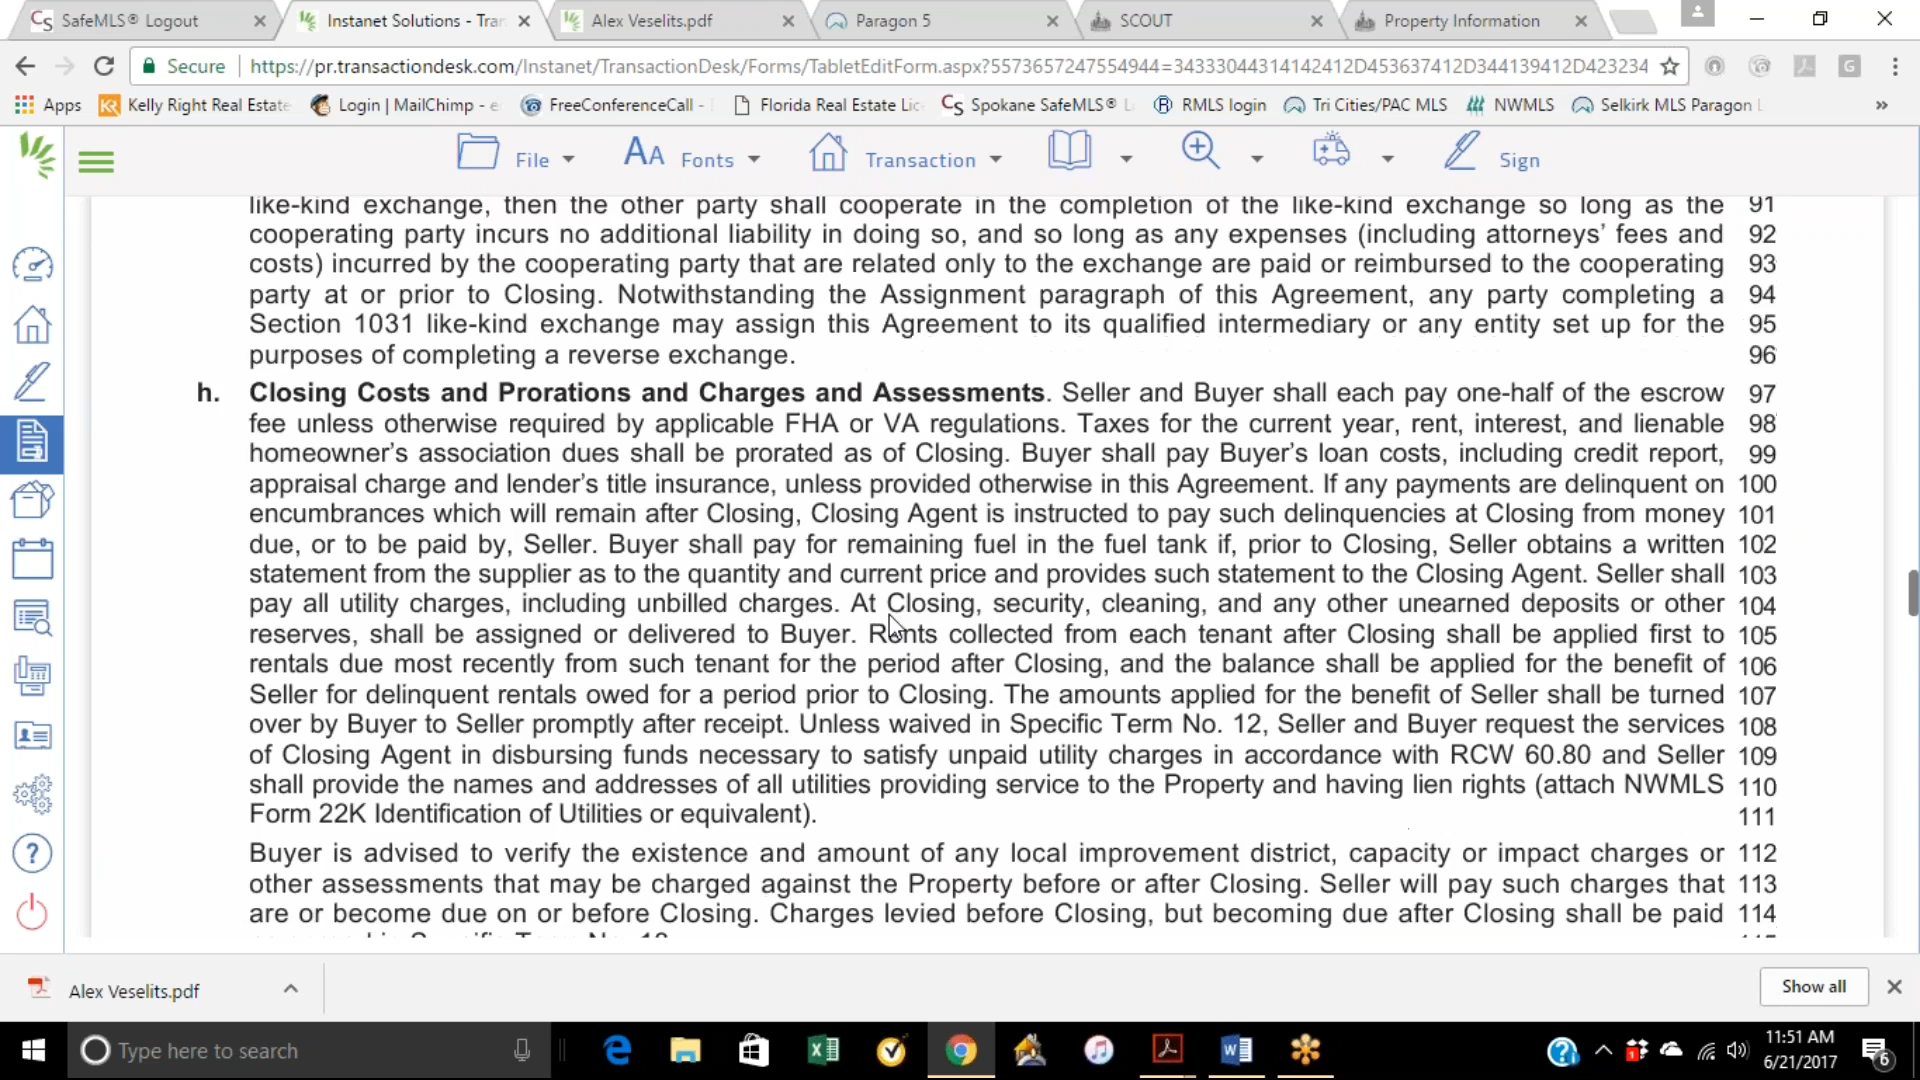 SafeMLS® Logout
Instanet Solutions - Tran
Alex Veselits.pdf
Paragon 5
SCOUT
Property Information
Secure
https://pr.transactiondesk.com/Instanet/TransactionDesk/Forms/TabletEditForm.aspx?5573657247554944=34333044314142412D453637412D344139412D423234
Apps
Kelly Right Real Estate
Login | MailChimp - e
FreeConferenceCall -
Florida Real Estate Lic
Spokane SafeMLS® L
RMLS login
Tri Cities/PAC MLS
NWMLS
Selkirk MLS Paragon L
»
File
Fonts
Transaction
Sign
like-kind exchange, then the other party shall cooperate in the completion of the like-kind exchange so long as the 91
cooperating party incurs no additional liability in doing so, and so long as any expenses (including attorneys’ fees and 92
costs) incurred by the cooperating party that are related only to the exchange are paid or reimbursed to the cooperating 93
party at or prior to Closing. Notwithstanding the Assignment paragraph of this Agreement, any party completing a 94
Section 1031 like-kind exchange may assign this Agreement to its qualified intermediary or any entity set up for the 95
purposes of completing a reverse exchange. 96
h. Closing Costs and Prorations and Charges and Assessments. Seller and Buyer shall each pay one-half of the escrow 97
fee unless otherwise required by applicable FHA or VA regulations. Taxes for the current year, rent, interest, and lienable 98
homeowner’s association dues shall be prorated as of Closing. Buyer shall pay Buyer’s loan costs, including credit report, 99
appraisal charge and lender’s title insurance, unless provided otherwise in this Agreement. If any payments are delinquent on 100
encumbrances which will remain after Closing, Closing Agent is instructed to pay such delinquencies at Closing from money 101
due, or to be paid by, Seller. Buyer shall pay for remaining fuel in the fuel tank if, prior to Closing, Seller obtains a written 102
statement from the supplier as to the quantity and current price and provides such statement to the Closing Agent. Seller shall 103
pay all utility charges, including unbilled charges. At Closing, security, cleaning, and any other unearned deposits or other 104
reserves, shall be assigned or delivered to Buyer. Rents collected from each tenant after Closing shall be applied first to 105
rentals due most recently from such tenant for the period after Closing, and the balance shall be applied for the benefit of 106
Seller for delinquent rentals owed for a period prior to Closing. The amounts applied for the benefit of Seller shall be turned 107
over by Buyer to Seller promptly after receipt. Unless waived in Specific Term No. 12, Seller and Buyer request the services 108
of Closing Agent in disbursing funds necessary to satisfy unpaid utility charges in accordance with RCW 60.80 and Seller 109
shall provide the names and addresses of all utilities providing service to the Property and having lien rights (attach NWMLS 110
Form 22K Identification of Utilities or equivalent). 111
Buyer is advised to verify the existence and amount of any local improvement district, capacity or impact charges or 112
other assessments that may be charged against the Property before or after Closing. Seller will pay such charges that 113
are or become due on or before Closing. Charges levied before Closing, but becoming due after Closing shall be paid 114
Alex Veselits.pdf
Show all
Type here to search
11:51 AM
6/21/2017
6